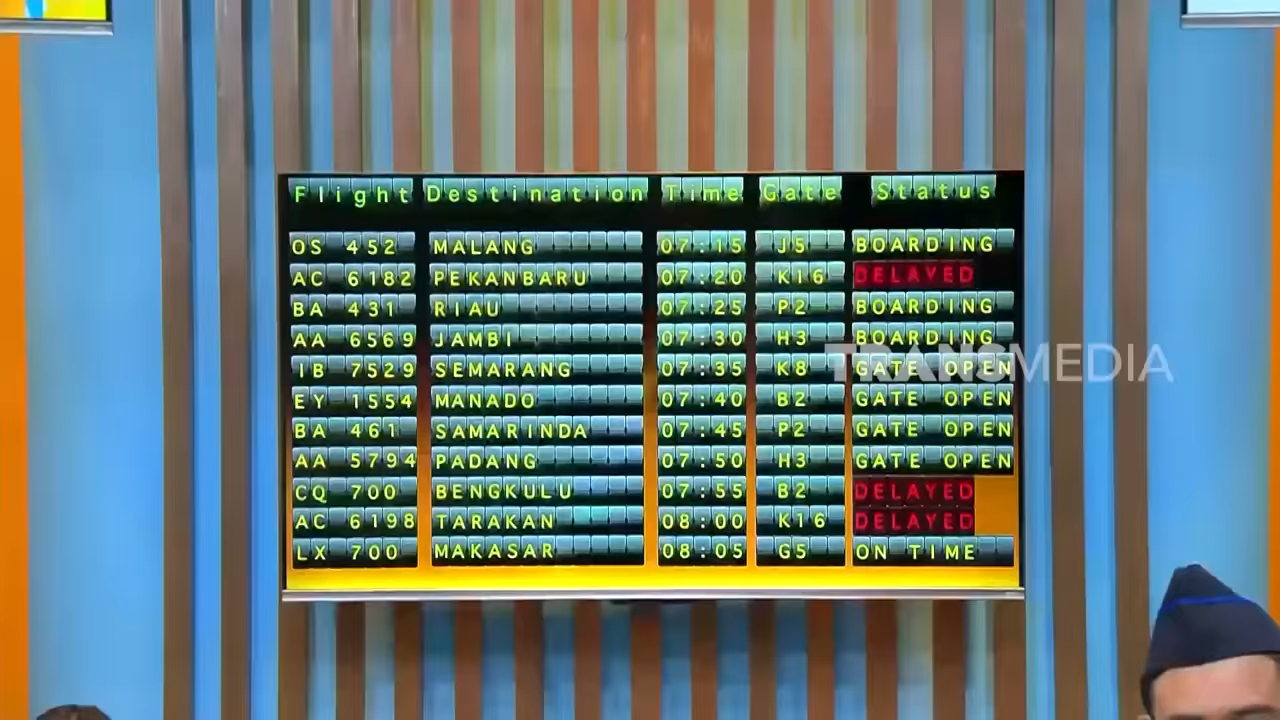 Flight Destination Time Gate Status
OS 452 MALANG 07:15 J5 BOARDING
AC 6182 PEKANBARU 07:20 K16 DELAYED
BA 431 RIAU 07:25 P2 BOARDING
AA 6569 JAMBI 07:30 H3 BOARDING
IB 7529 SEMARANG 07:35 K8 GATE OPEN
TRANSMEDIA
EY 1554 MANADO 07:40 B2 GATE OPEN
BA 461 SAMARINDA 07:45 P2 GATE OPEN
AA 5794 PADANG 07:50 H3 GATE OPEN
CQ 700 BENGKULU 07:55 B2 DELAYED
AC 6198 TARAKAN 08:00 K16 DELAYED
LX 700 MAKASAR 08:05 G5 ON TIME